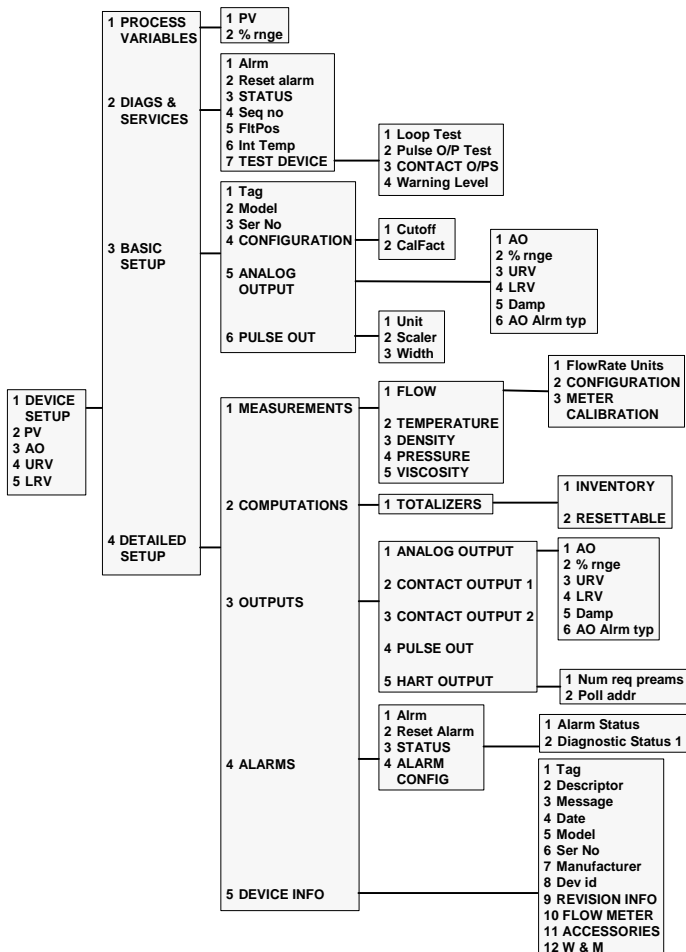 1 DEVICE
SETUP
2 PV
3 AO
4 URV
5 LRV
1 PROCESS
VARIABLES
2 DIAGS &
SERVICES
3 BASIC
SETUP
4 DETAILED
SETUP
1 PV
2 % rnge
1 Alrm
2 Reset alarm
3 STATUS
4 Seq no
5 FltPos
6 Int Temp
7 TEST DEVICE
1 Loop Test
2 Pulse O/P Test
3 CONTACT O/PS
4 Warning Level
1 Tag
2 Model
3 Ser No
4 CONFIGURATION
5 ANALOG
OUTPUT
6 PULSE OUT
1 Cutoff
2 CalFact
1 AO
2 % rnge
3 URV
4 LRV
5 Damp
6 AO Alrm typ
1 Unit
2 Scaler
3 Width
1 MEASUREMENTS
2 COMPUTATIONS
3 OUTPUTS
4 ALARMS
5 DEVICE INFO
1 FLOW
2 TEMPERATURE
3 DENSITY
4 PRESSURE
5 VISCOSITY
1 FlowRate Units
2 CONFIGURATION
3 METER
CALIBRATION
1 TOTALIZERS
1 INVENTORY
2 RESETTABLE
1 ANALOG OUTPUT
2 CONTACT OUTPUT 1
3 CONTACT OUTPUT 2
4 PULSE OUT
5 HART OUTPUT
1 AO
2 % rnge
3 URV
4 LRV
5 Damp
6 AO Alrm typ
1 Num req preams
2 Poll addr
1 Alrm
2 Reset Alarm
3 STATUS
4 ALARM
CONFIG
1 Alarm Status
2 Diagnostic Status 1
1 Tag
2 Descriptor
3 Message
4 Date
5 Model
6 Ser No
7 Manufacturer
8 Dev id
9 REVISION INFO
10 FLOW METER
11 ACCESSORIES
12 W & M